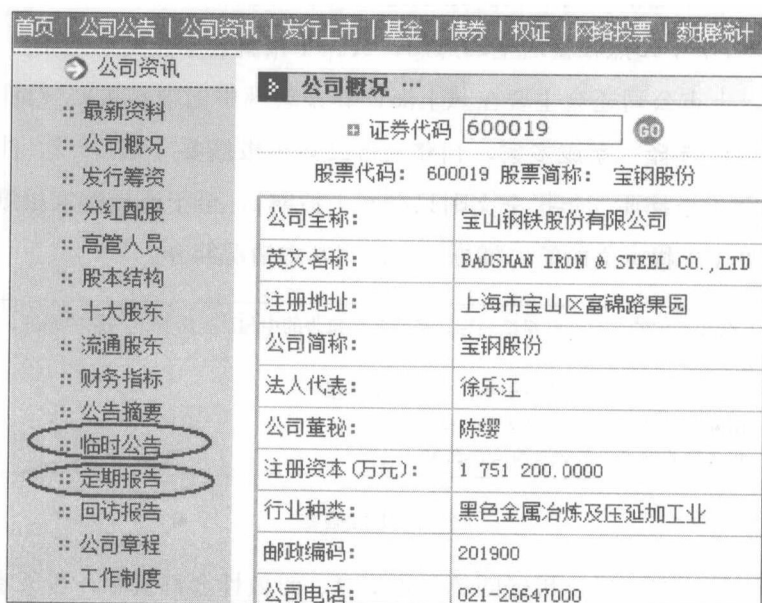 首页 | 公司公告 | 公司资讯 | 发行上市 | 基金 | 债券 | 权证 | 网络投票 | 数据统计
公司资讯
:: 最新资料
:: 公司概况
:: 发行筹资
:: 分红配股
:: 高管人员
:: 股本结构
:: 十大股东
:: 流通股东
:: 财务指标
:: 公告摘要
:: 临时公告
:: 定期报告
:: 回访报告
:: 公司章程
:: 工作制度
公司概况 …
证券代码 600019 GO
股票代码： 600019 股票简称： 宝钢股份
公司全称： 宝山钢铁股份有限公司
英文名称： BAOSHAN IRON & STEEL CO.,LTD
注册地址： 上海市宝山区富锦路果园
公司简称： 宝钢股份
法人代表： 徐乐江
公司董秘： 陈缨
注册资本(万元)： 1 751 200.0000
行业种类： 黑色金属冶炼及压延加工业
邮政编码： 201900
公司电话： 021-26647000